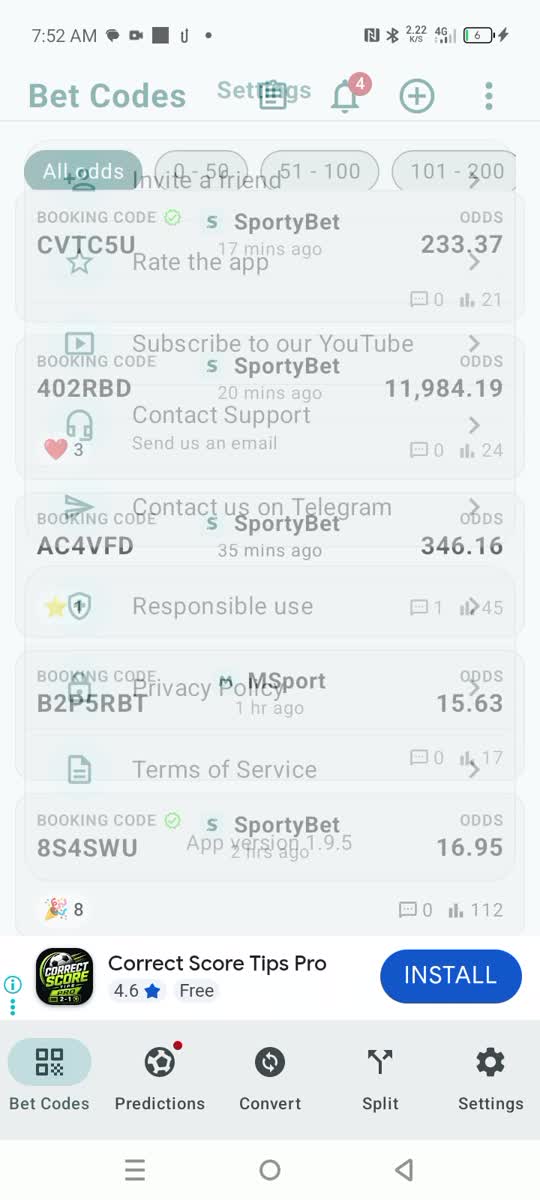 7:52 AM
2.22 K/S 4G 6
Bet Codes
Settings
4
All odds
0 - 50
51 - 100
101 - 200
Invite a friend
BOOKING CODE
SportyBet
ODDS
CVTC5U
17 mins ago
233.37
Rate the app
0 21
Subscribe to our YouTube
BOOKING CODE
SportyBet
ODDS
402RBD
20 mins ago
11,984.19
Contact Support
Send us an email
3
0 24
Contact us on Telegram
BOOKING CODE
SportyBet
ODDS
AC4VFD
35 mins ago
346.16
1
Responsible use
1 45
BOOKING CODE
MSport
ODDS
Privacy Policy
B2P5RBT
1 hr ago
15.63
0 17
Terms of Service
BOOKING CODE
SportyBet
ODDS
8S4SWU
2 hrs ago
16.95
App version 1.9.5
8
0 112
CORRECT SCORE PRO 2-1
Correct Score Tips Pro
4.6 Free
INSTALL
Bet Codes
Predictions
Convert
Split
Settings